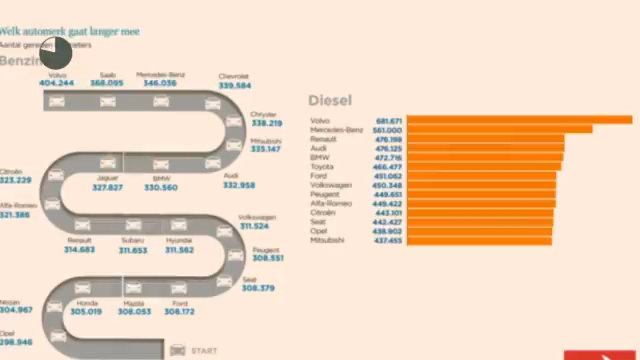 Welk automerk gaat langer mee
Aantal
Volvo 404.244
Saab 368.095
Mercedes-Benz 346.036
Chevrolet 339.584
Chrysler 338.219
Mitsubishi 335.147
Audi 332.958
BMW 330.560
Jaguar 327.827
Citroën 323.229
Alfa-Romeo 321.386
Renault 314.683
Subaru 311.653
Hyundai 311.562
Volkswagen 311.524
Peugeot 308.551
Seat 308.379
Ford 308.172
Mazda 308.053
Honda 305.019
Nissan 304.967
Opel 298.946
START
Diesel
Volvo 681.671
Mercedes-Benz 561.000
Renault 476.198
Audi 476.125
BMW 472.716
Toyota 466.477
Ford 451.062
Volkswagen 450.348
Peugeot 449.651
Alfa-Romeo 449.422
Citroën 443.101
Seat 442.427
Opel 438.902
Mitsubishi 437.455